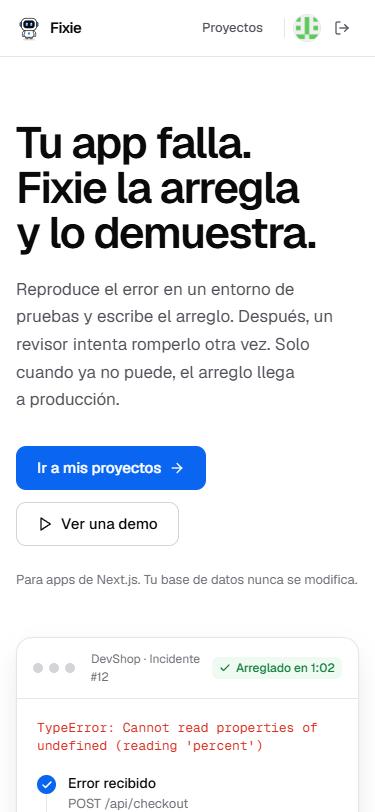 Fixie
Proyectos
Tu app falla.
Fixie la arregla
y lo demuestra.
Reproduce el error en un entorno de
pruebas y escribe el arreglo. Después, un
revisor intenta romperlo otra vez. Solo
cuando ya no puede, el arreglo llega
a producción.
Ir a mis proyectos
Ver una demo
Para apps de Next.js. Tu base de datos nunca se modifica.
DevShop · Incidente
#12
Arreglado en 1:02
TypeError: Cannot read properties of
undefined (reading 'percent')
Error recibido
POST /api/checkout